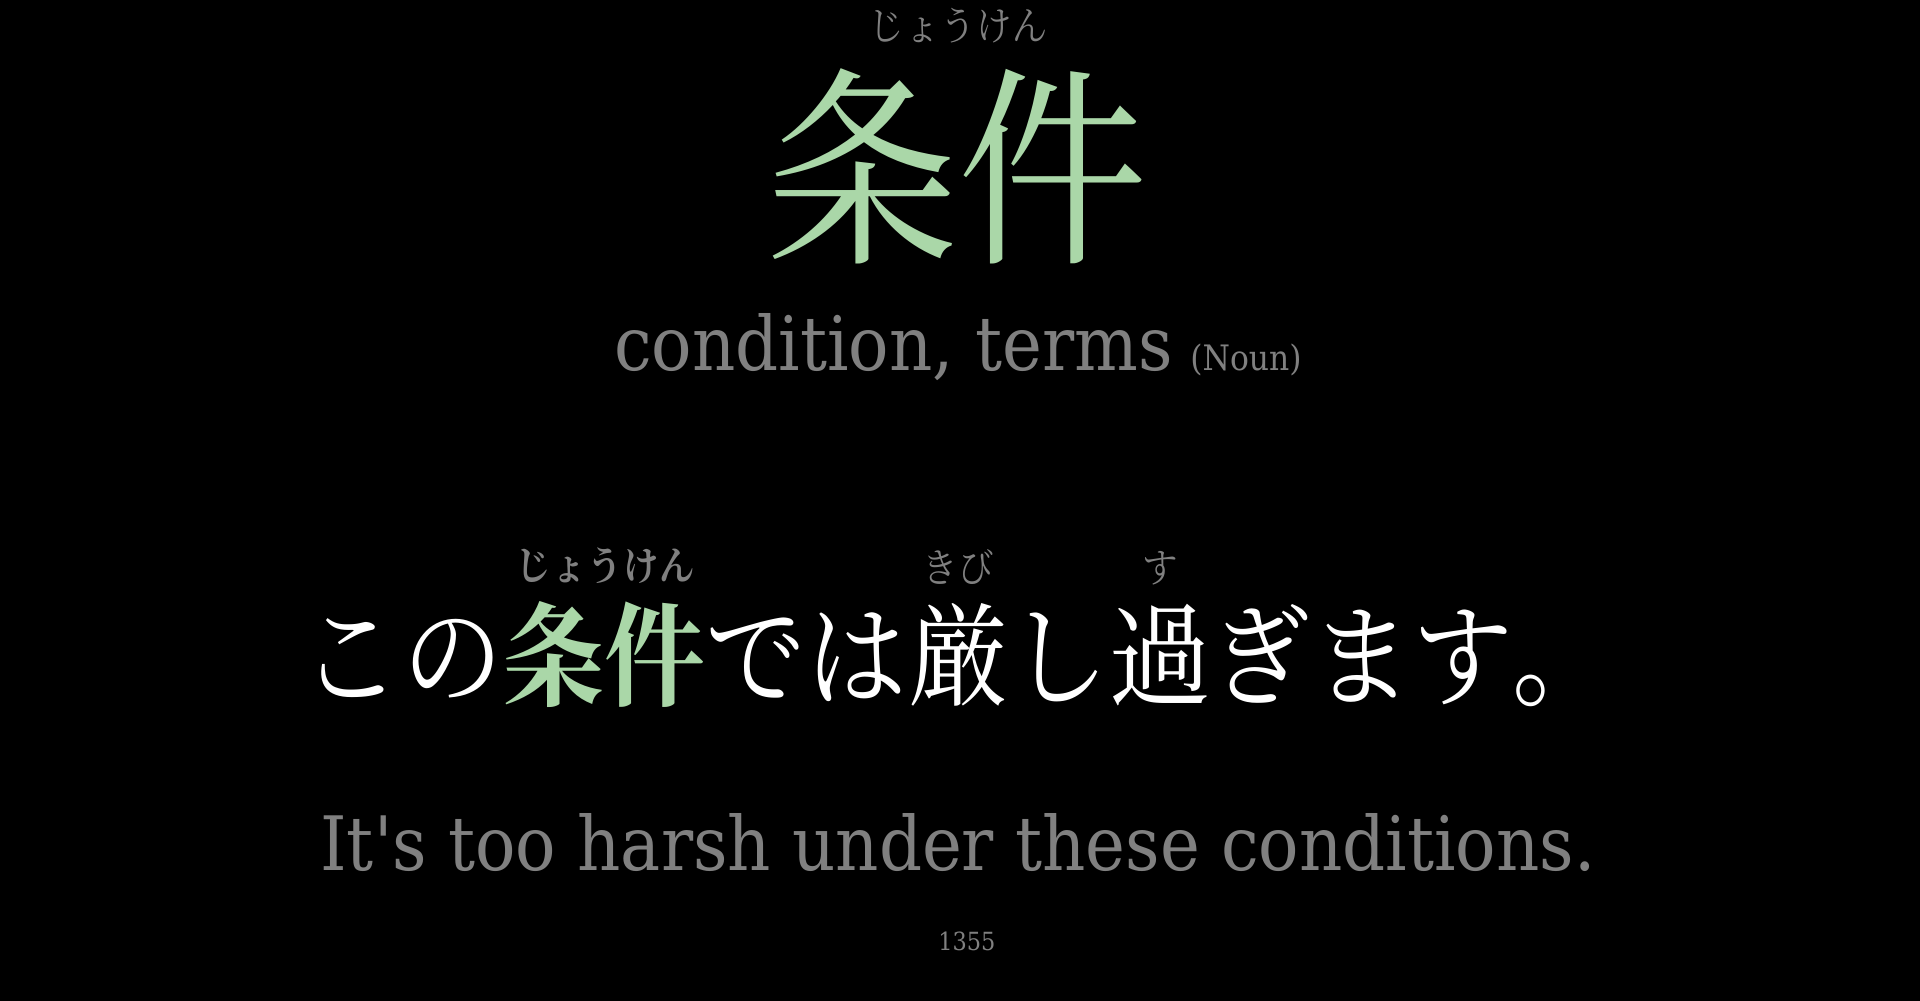 じょうけん
条件
condition, terms (Noun)
じょうけん きび す
この条件では厳し過ぎます。
It's too harsh under these conditions.
1355